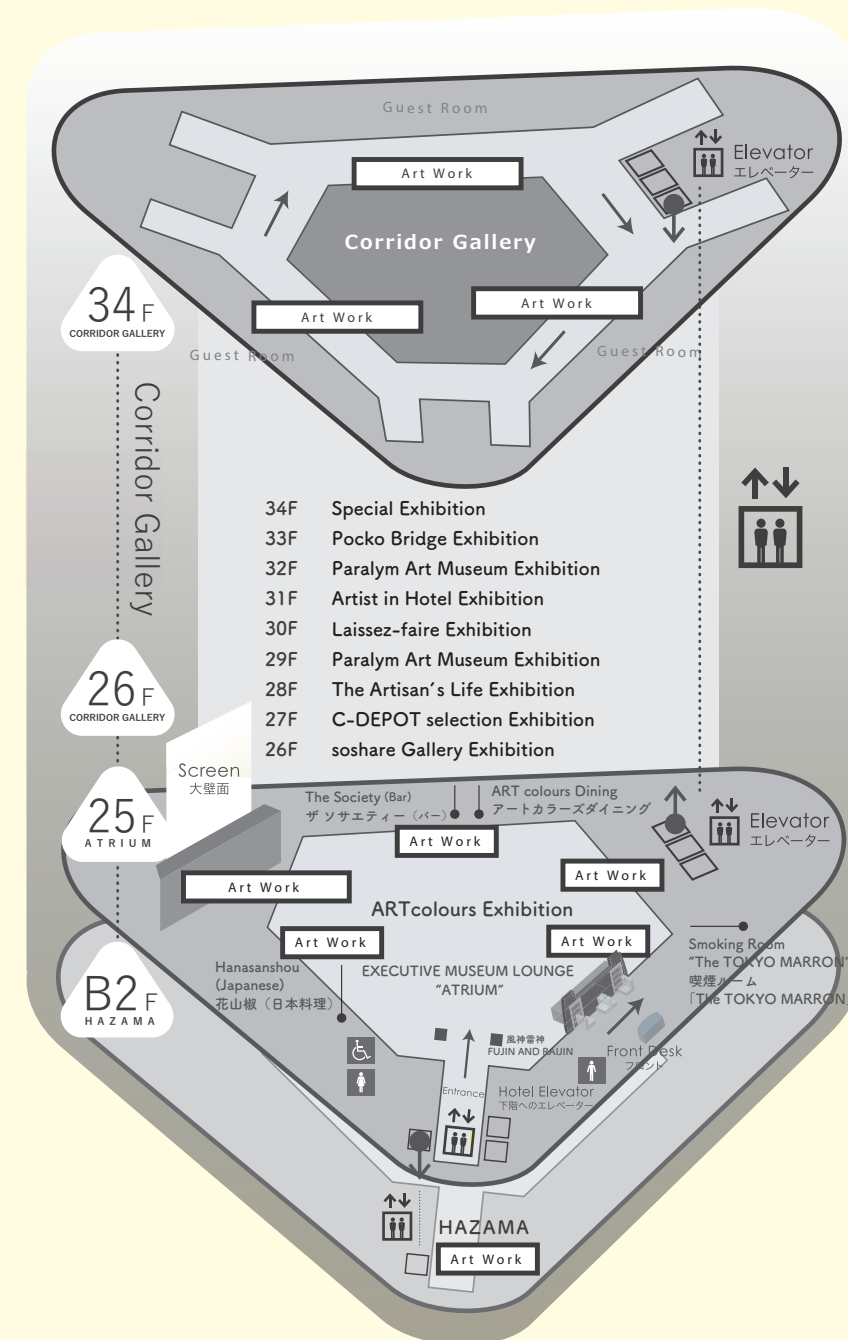 Guest Room
Elevator
エレベーター
Art Work
Corridor Gallery
Art Work
Art Work
34 F
CORRIDOR GALLERY
Guest Room
Guest Room
Corridor Gallery
34F Special Exhibition
33F Pocko Bridge Exhibition
32F Paralym Art Museum Exhibition
31F Artist in Hotel Exhibition
30F Laissez-faire Exhibition
29F Paralym Art Museum Exhibition
28F The Artisan´s Life Exhibition
27F C-DEPOT selection Exhibition
26F soshare Gallery Exhibition
26 F
CORRIDOR GALLERY
Screen
大壁面
25 F
ATRIUM
The Society (Bar)
ザ ソサエティー（バー）
ART colours Dining
アートカラーズダイニング
Elevator
エレベーター
Art Work
Art Work
Art Work
ARTcolours Exhibition
Art Work
Art Work
Smoking Room
"The TOKYO MARRON"
喫煙ルーム
「The TOKYO MARRON」
Hanasanshou
(Japanese)
花山椒（日本料理）
EXECUTIVE MUSEUM LOUNGE
“ATRIUM”
B2 F
HAZAMA
風神雷神
FUJIN AND RAIJIN
Front Desk
フロント
Entrance
Hotel Elevator
下階へのエレベーター
HAZAMA
Art Work